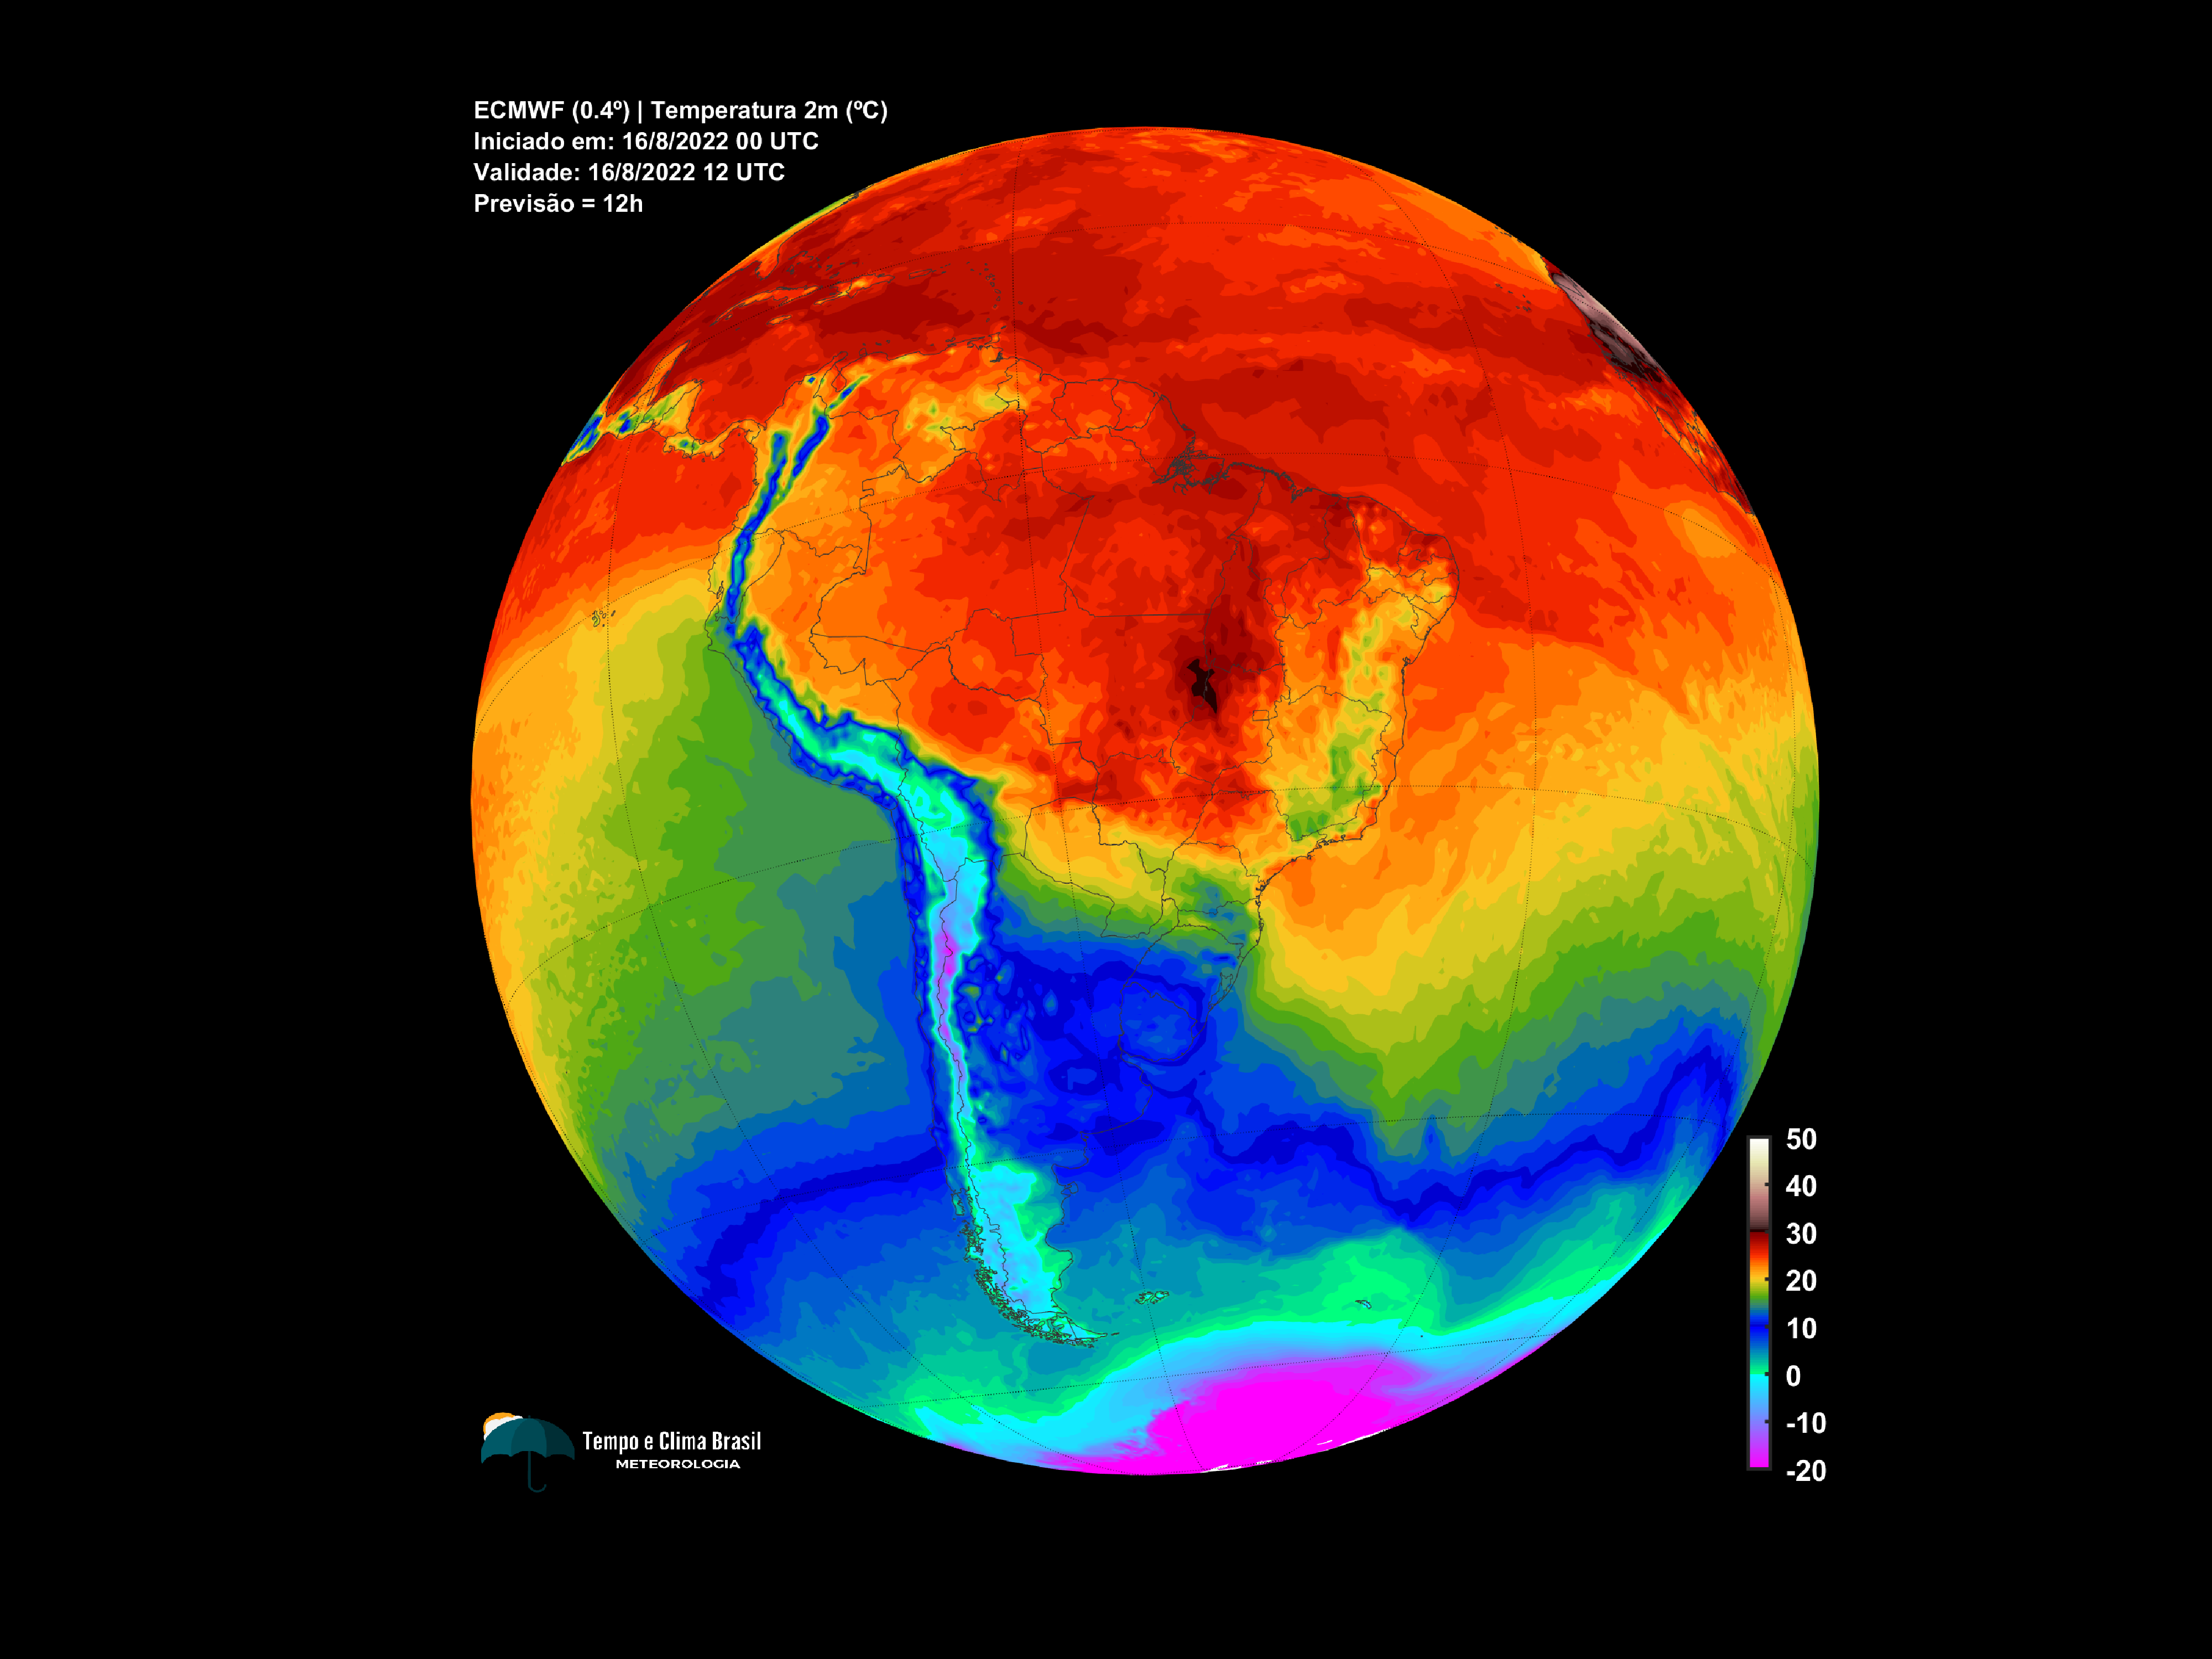 ECMWF (0.4º) | Temperatura 2m (ºC)
Iniciado em: 16/8/2022 00 UTC
Validade: 16/8/2022 12 UTC
Previsão = 12h
50
40
30
20
10
0
-10
-20
Tempo e Clima Brasil
METEOROLOGIA